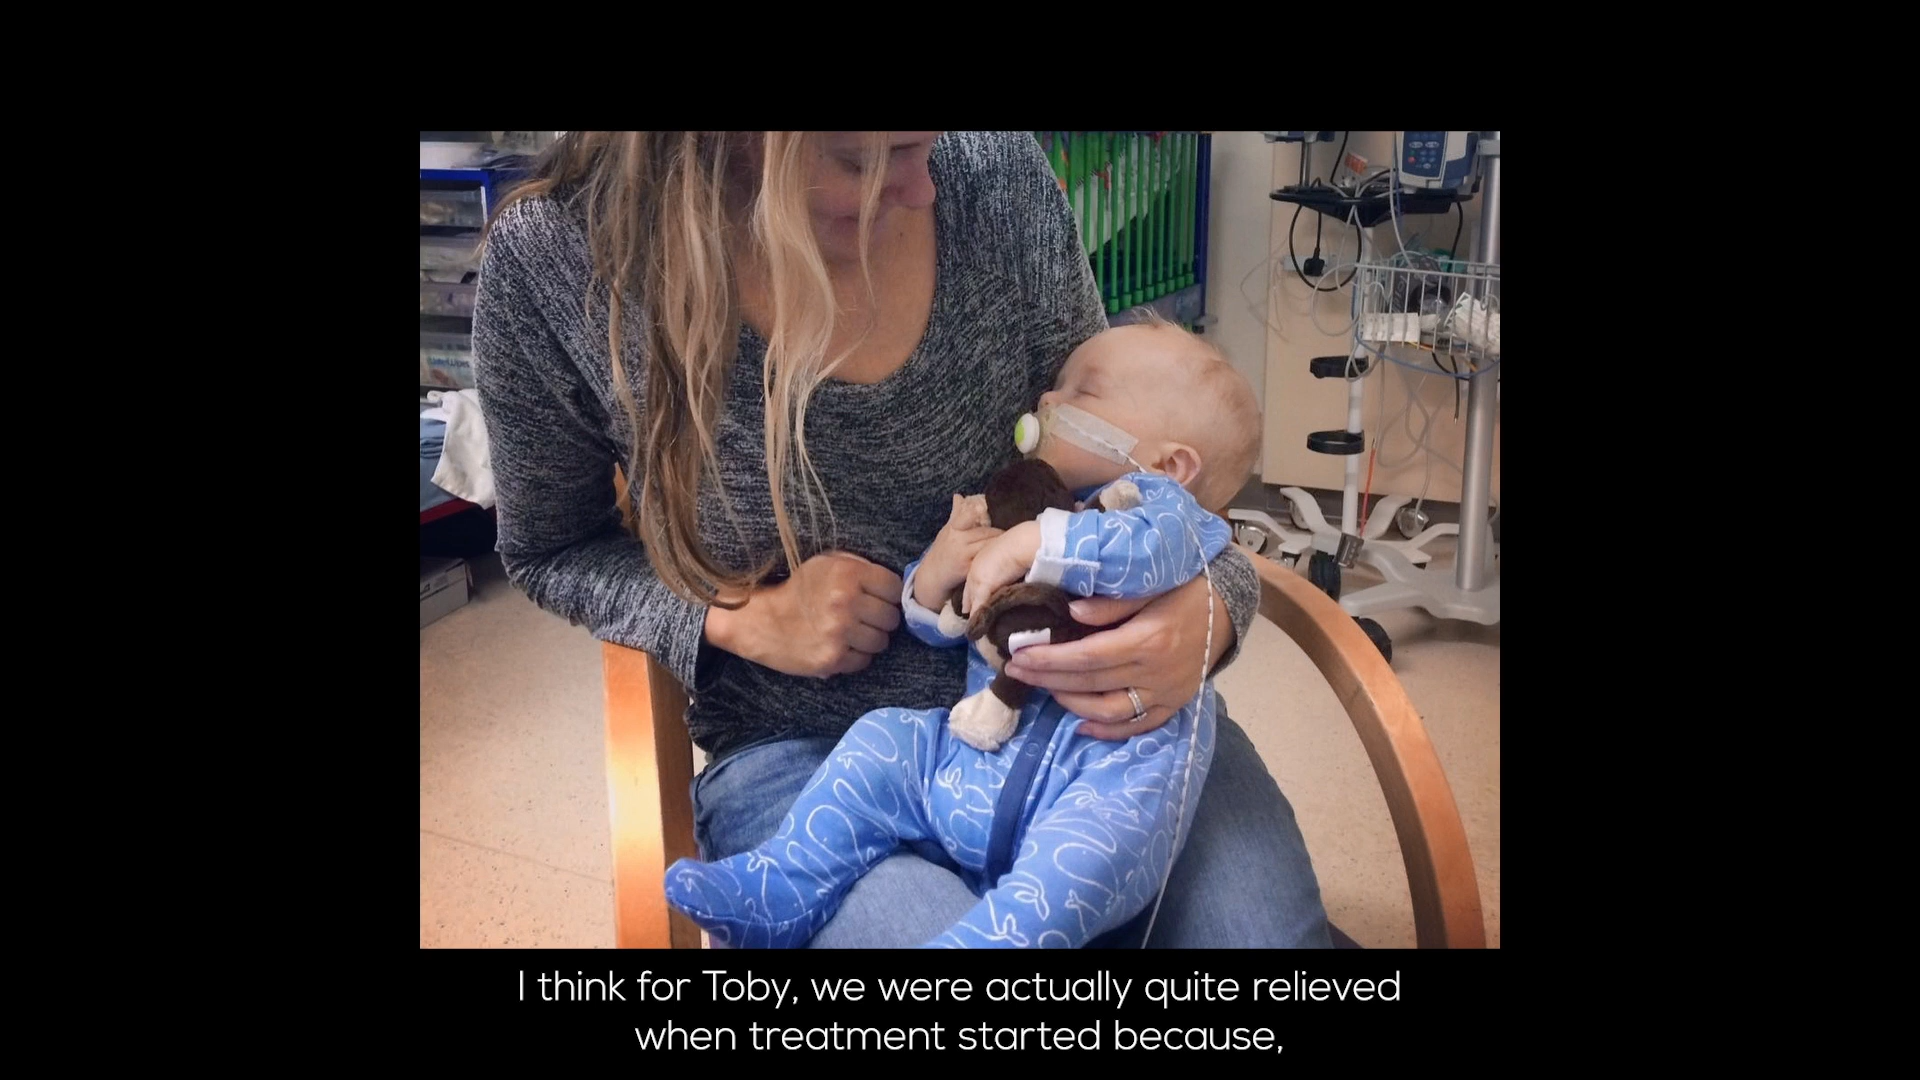 I think for Toby, we were actually quite relieved
when treatment started because,